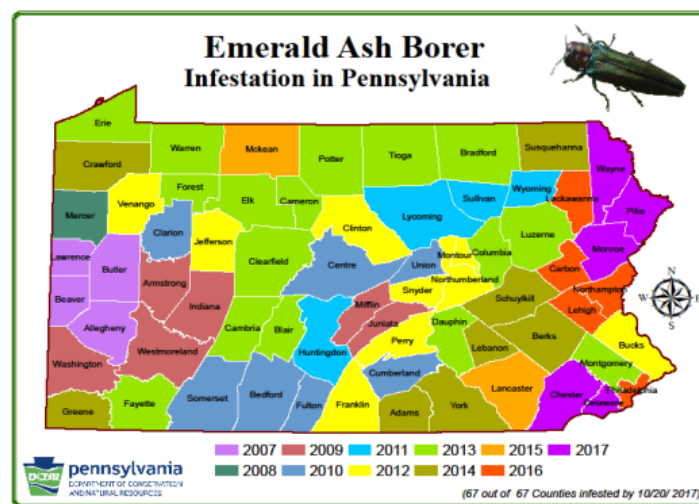 Emerald Ash Borer
Infestation in Pennsylvania
Erie
Crawford
Warren
Mckean
Potter
Tioga
Bradford
Susquehanna
Wayne
Mercer
Venango
Forest
Elk
Cameron
Clinton
Lycoming
Sullivan
Wyoming
Lackawanna
Pike
Lawrence
Butler
Clarion
Jefferson
Clearfield
Centre
Union
Montour
Columbia
Luzerne
Monroe
Beaver
Armstrong
Indiana
Snyder
Northumberland
Carbon
Northampton
Allegheny
Cambria
Blair
Huntingdon
Mifflin
Juniata
Perry
Dauphin
Schuylkill
Lehigh
Washington
Westmoreland
Lebanon
Berks
Bucks
Montgomery
Greene
Fayette
Somerset
Bedford
Fulton
Franklin
Cumberland
Adams
York
Lancaster
Chester
Delaware
Philadelphia
N
W E
S
2007 2009 2011 2013 2015 2017
2008 2010 2012 2014 2016
DCNR
pennsylvania
DEPARTMENT OF CONSERVATION
AND NATURAL RESOURCES
(67 out of 67 Counties infested by 10/20/ 2017)